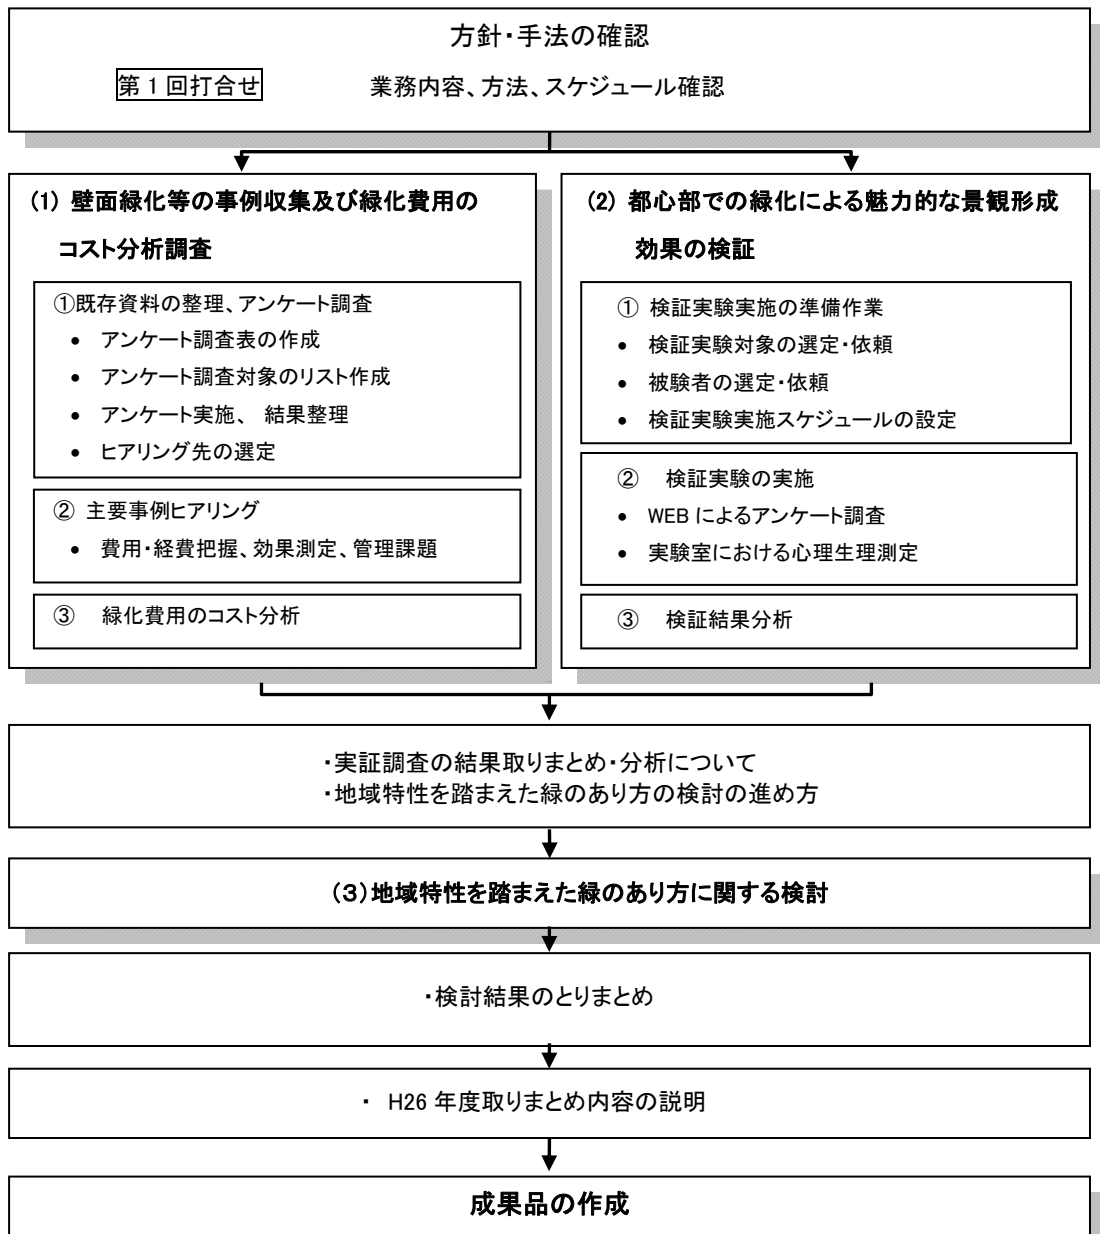 方針・手法の確認
第1回打合せ 業務内容、方法、スケジュール確認
(1) 壁面緑化等の事例収集及び緑化費用の
コスト分析調査
①既存資料の整理、アンケート調査
• アンケート調査表の作成
• アンケート調査対象のリスト作成
• アンケート実施、 結果整理
• ヒアリング先の選定
② 主要事例ヒアリング
• 費用・経費把握、効果測定、管理課題
③ 緑化費用のコスト分析
(2) 都心部での緑化による魅力的な景観形成
効果の検証
① 検証実験実施の準備作業
• 検証実験対象の選定・依頼
• 被験者の選定・依頼
• 検証実験実施スケジュールの設定
② 検証実験の実施
• WEB によるアンケート調査
• 実験室における心理生理測定
③ 検証結果分析
・実証調査の結果取りまとめ・分析について
・地域特性を踏まえた緑のあり方の検討の進め方
(3)地域特性を踏まえた緑のあり方に関する検討
・検討結果のとりまとめ
・ H26 年度取りまとめ内容の説明
成果品の作成